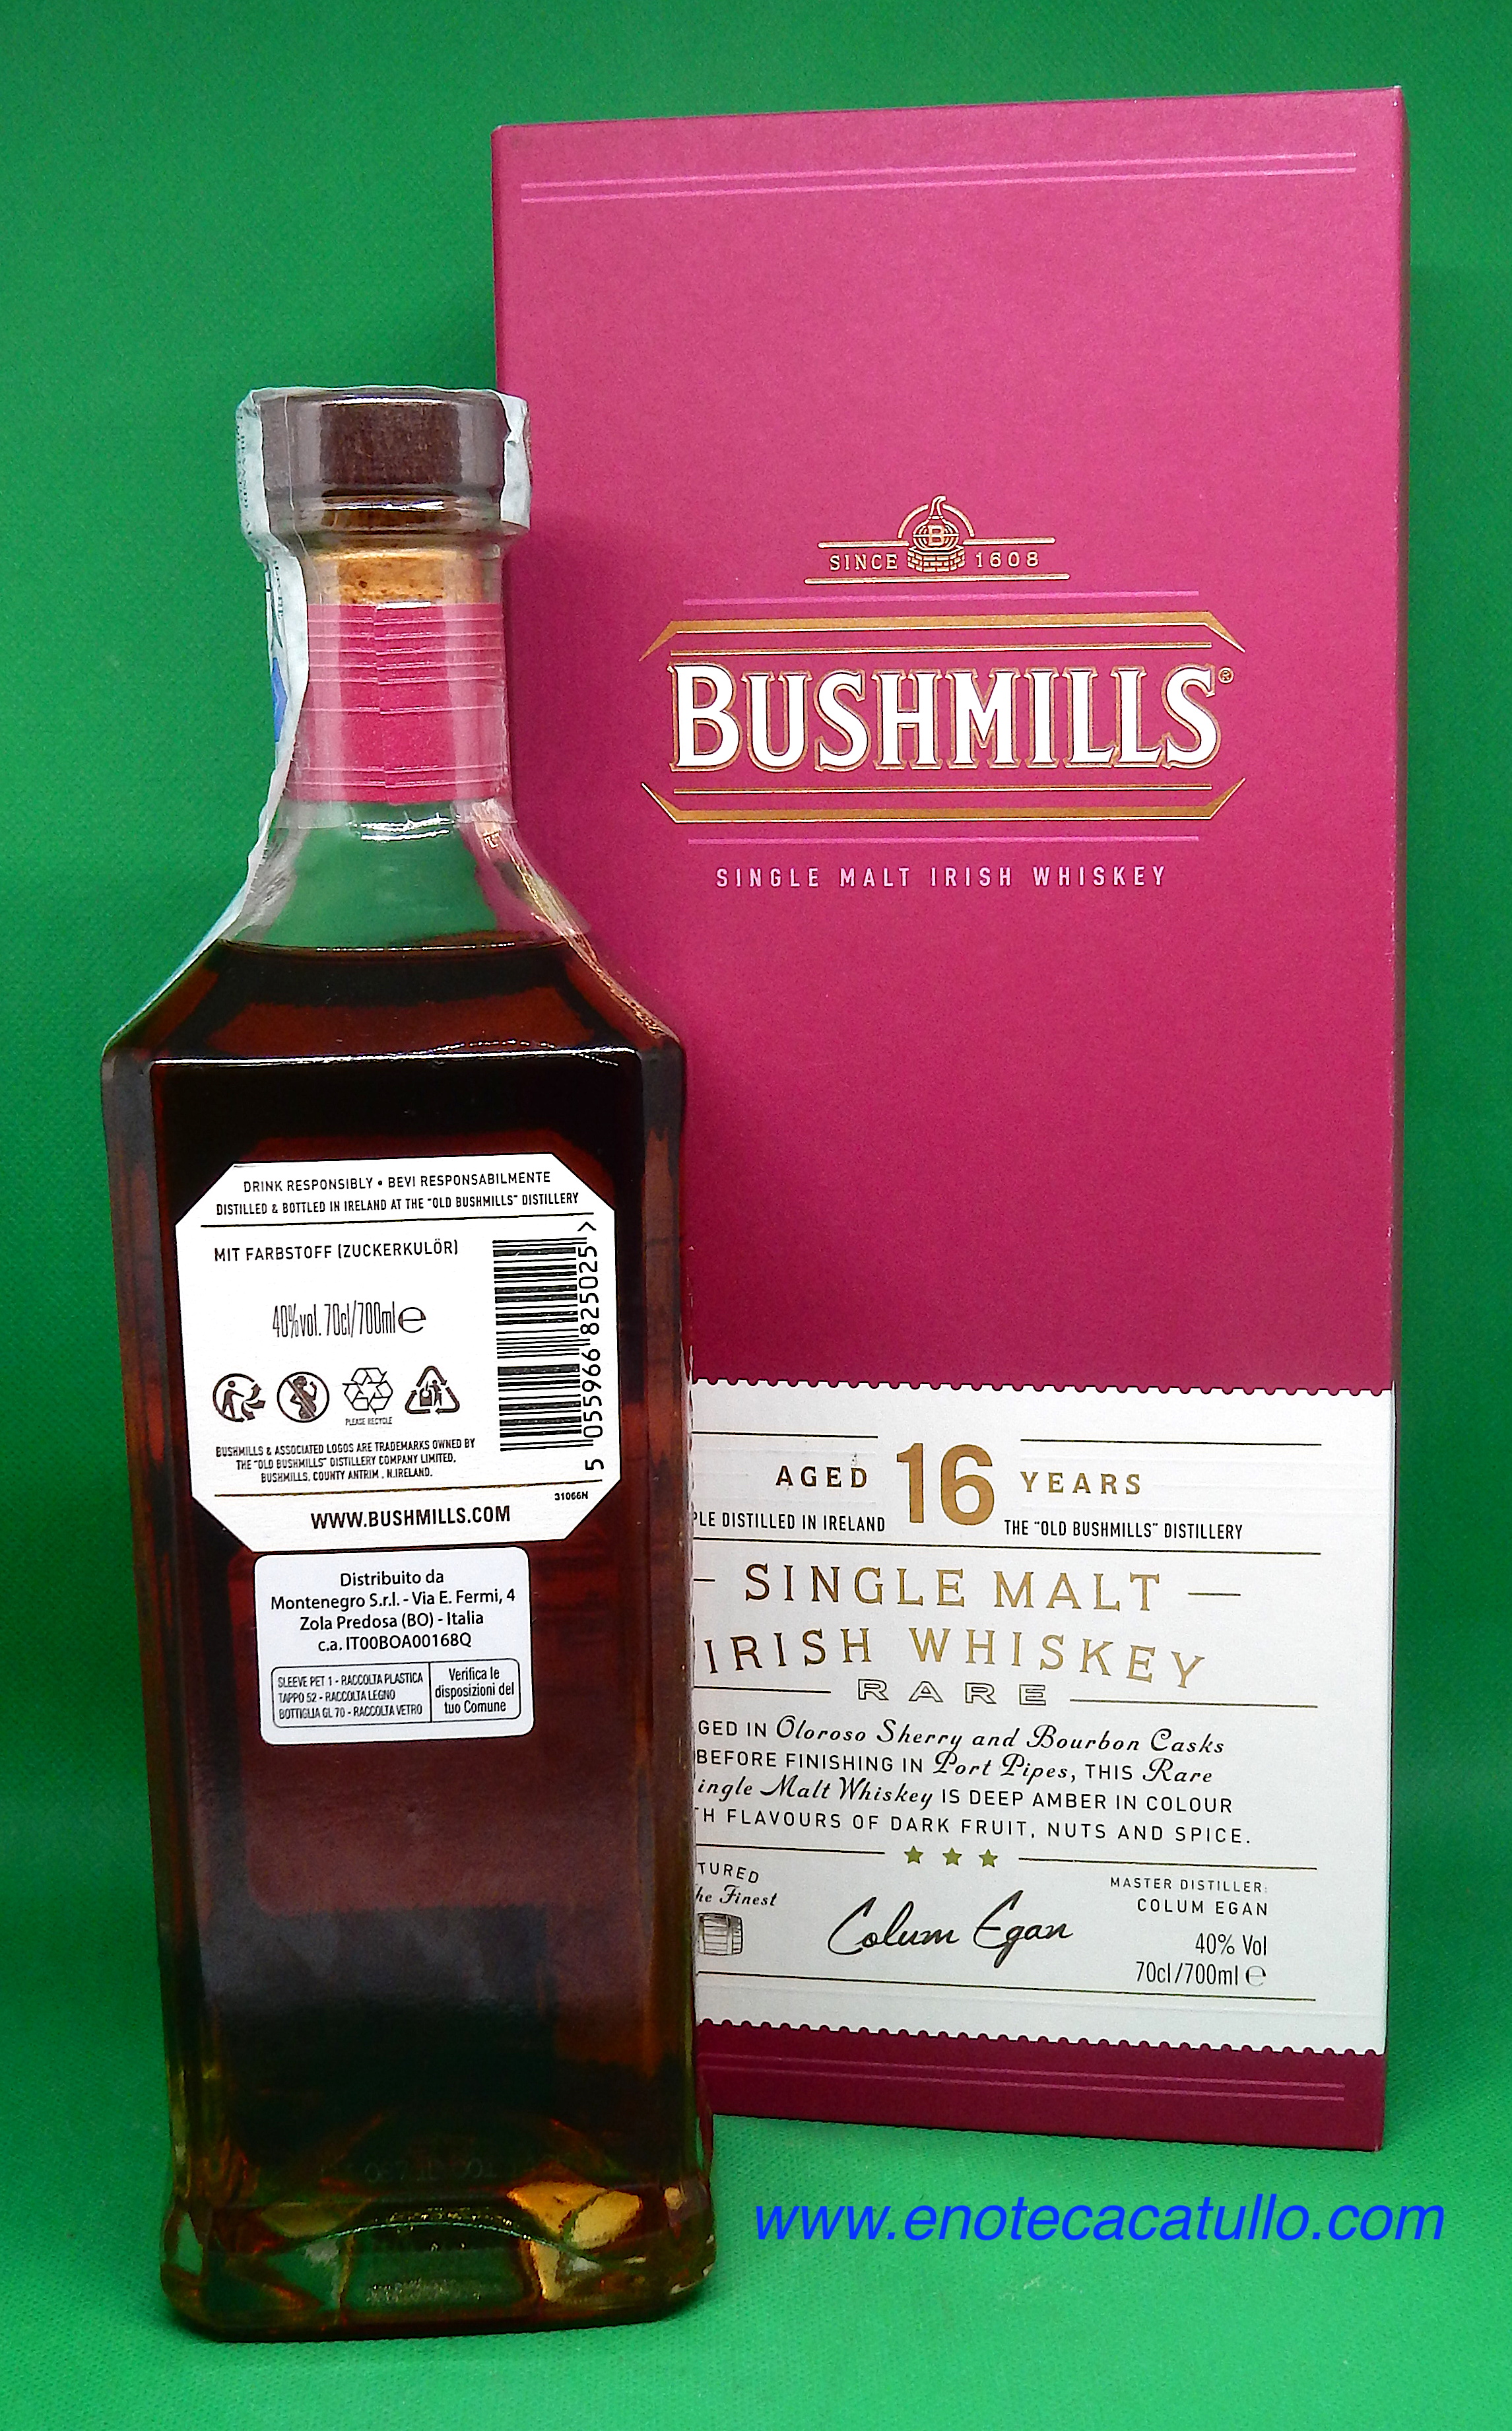 SINCE 1608
BUSHMILLS®
SINGLE MALT IRISH WHISKEY
AGED 16 YEARS
DISTILLED IN IRELAND THE "OLD BUSHMILLS" DISTILLERY
SINGLE MALT
IRISH WHISKEY
RARE
IN Oloroso Sherry and Bourbon Casks
BEFORE FINISHING IN Port Pipes, THIS Rare
Malt Whiskey IS DEEP AMBER IN COLOUR
FLAVOURS OF DARK FRUIT, NUTS AND SPICE.
Finest
Colum Egan
MASTER DISTILLER:
COLUM EGAN
40% Vol
70cl/700ml e
DRINK RESPONSIBLY • BEVI RESPONSABILMENTE
DISTILLED & BOTTLED IN IRELAND AT THE "OLD BUSHMILLS" DISTILLERY
MIT FARBSTOFF (ZUCKERKULÖR)
40%vol. 70cl/700ml e
PLEASE RECYCLE
5 055966 825025 >
BUSHMILLS & ASSOCIATED LOGOS ARE TRADEMARKS OWNED BY
THE "OLD BUSHMILLS" DISTILLERY COMPANY LIMITED,
BUSHMILLS, COUNTY ANTRIM . N.IRELAND.
31066N
WWW.BUSHMILLS.COM
Distribuito da
Montenegro S.r.l. - Via E. Fermi, 4
Zola Predosa (BO) - Italia
c.a. IT00BOA00168Q
SLEEVE PET 1 - RACCOLTA PLASTICA
TAPPO 52 - RACCOLTA LEGNO
BOTTIGLIA GL 70 - RACCOLTA VETRO
Verifica le
disposizioni del
tuo Comune
www.enotecacatullo.com